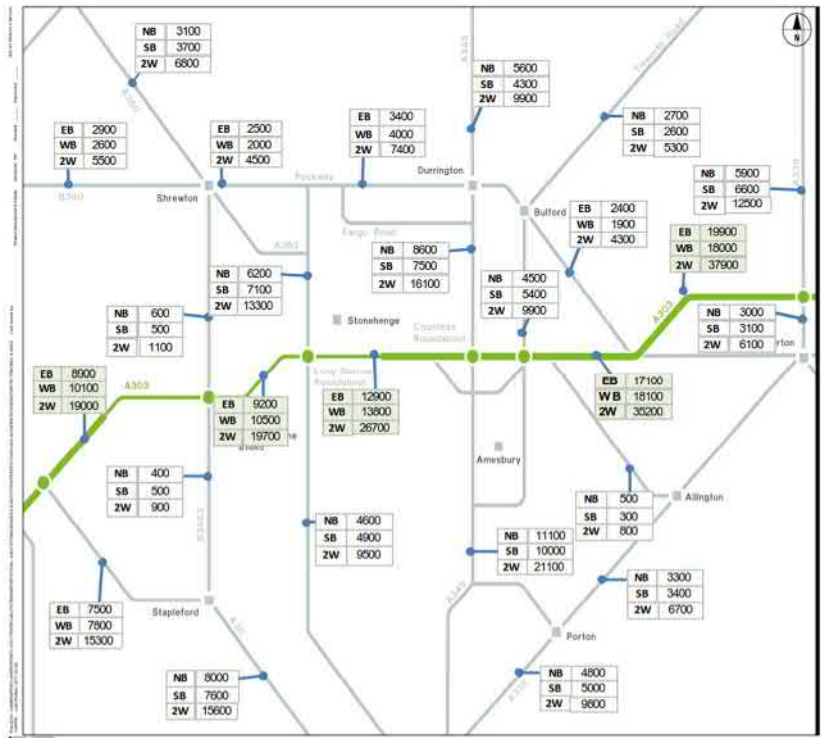 N
NB 3100
SB 3700
2W 6800
A360
A345
NB 5600
SB 4300
2W 9900
EB 2900
WB 2600
2W 5500
EB 2500
WB 2000
2W 4500
EB 3400
WB 4000
2W 7400
NB 2700
SB 2600
2W 5300
NB 5900
SB 6600
2W 12500
A338
Durrington
Packway
B390
Shrewton
Bulford
EB 2400
WB 1900
2W 4300
EB 19900
WB 18000
2W 37900
Fargo Road
A360
NB 8600
SB 7500
2W 16100
NB 6200
SB 7100
2W 13300
NB 4500
SB 5400
2W 9900
NB 600
SB 500
2W 1100
Stonehenge
Countess
Roundabout
A303
NB 3000
SB 3100
2W 6100
rton
Long Barrow
Roundabout
EB 8900
WB 10100
2W 19000
A303
EB 9200
WB 10500
2W 19700
EB 12900
WB 13800
2W 26700
EB 17100
WB 18100
2W 35200
Amesbury
NB 400
SB 500
2W 900
NB 500
SB 300
2W 800
Allington
B3083
NB 4600
SB 4900
2W 9500
NB 11100
SB 10000
2W 21100
NB 3300
SB 3400
2W 6700
EB 7500
WB 7800
2W 15300
Stapleford
A345
Porton
NB 8000
SB 7600
2W 15600
NB 4800
SB 5000
2W 9800